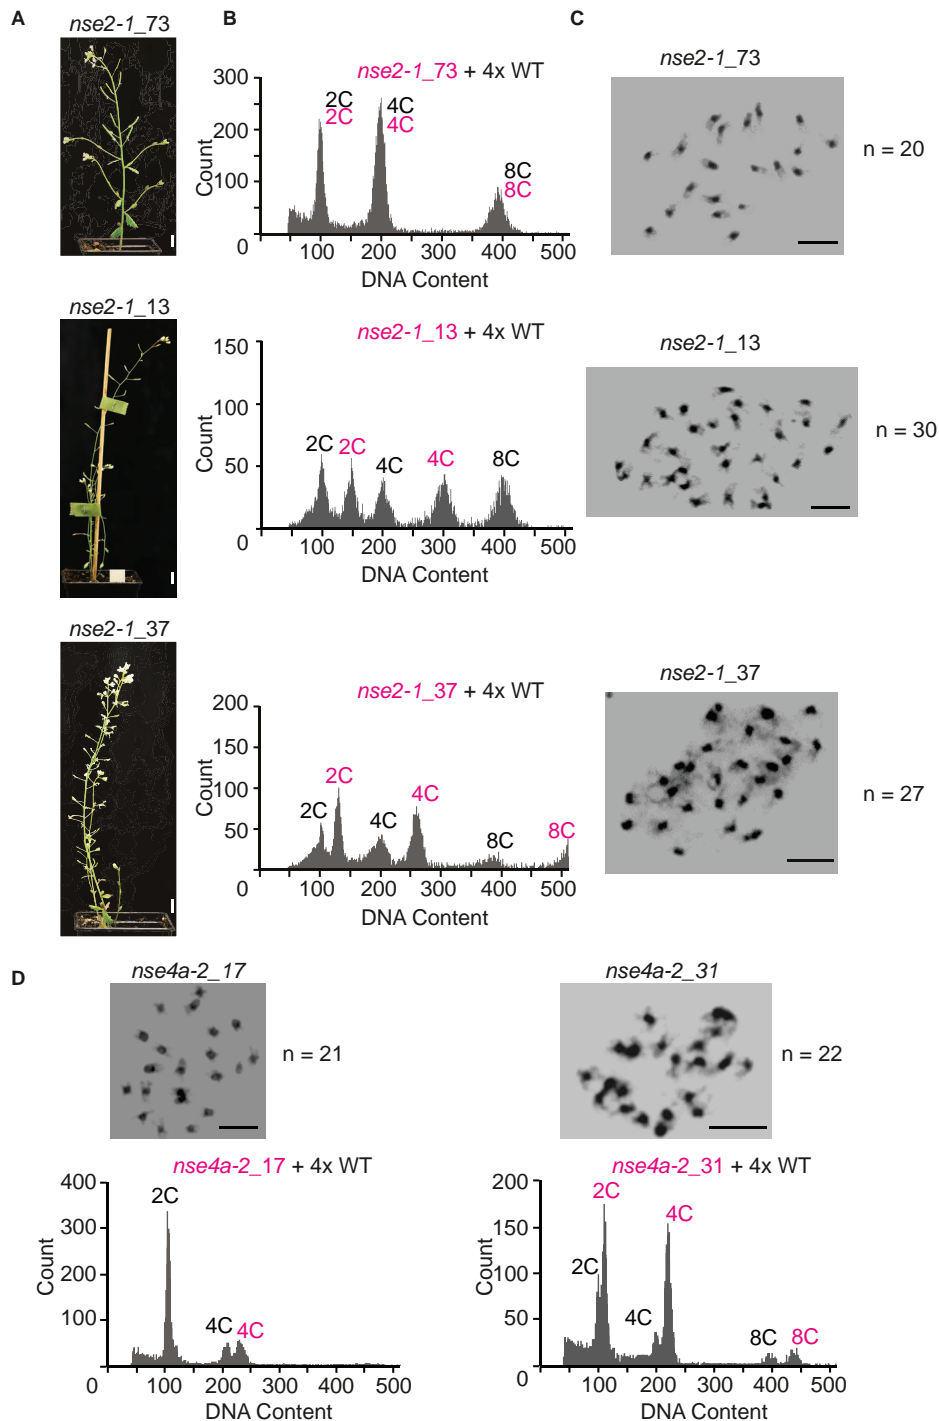 A
B
C
nse2-1_73
nse2-1_73 + 4x WT
nse2-1_73
300
200
100
0
Count
2C
2C
4C
4C
8C
8C
100 200 300 400 500
DNA Content
n = 20
nse2-1_13
nse2-1_13 + 4x WT
nse2-1_13
150
100
50
0
Count
2C
2C
4C
4C
8C
100 200 300 400 500
DNA Content
n = 30
nse2-1_37
nse2-1_37 + 4x WT
nse2-1_37
200
150
100
50
0
Count
2C
2C
4C
4C
8C
8C
100 200 300 400 500
DNA Content
n = 27
D
nse4a-2_17
n = 21
nse4a-2_31
n = 22
nse4a-2_17 + 4x WT
400
300
200
100
0
Count
2C
4C
4C
100 200 300 400 500
DNA Content
nse4a-2_31 + 4x WT
200
150
100
50
0
Count
2C
2C
4C
4C
8C
8C
100 200 300 400 500
DNA Content